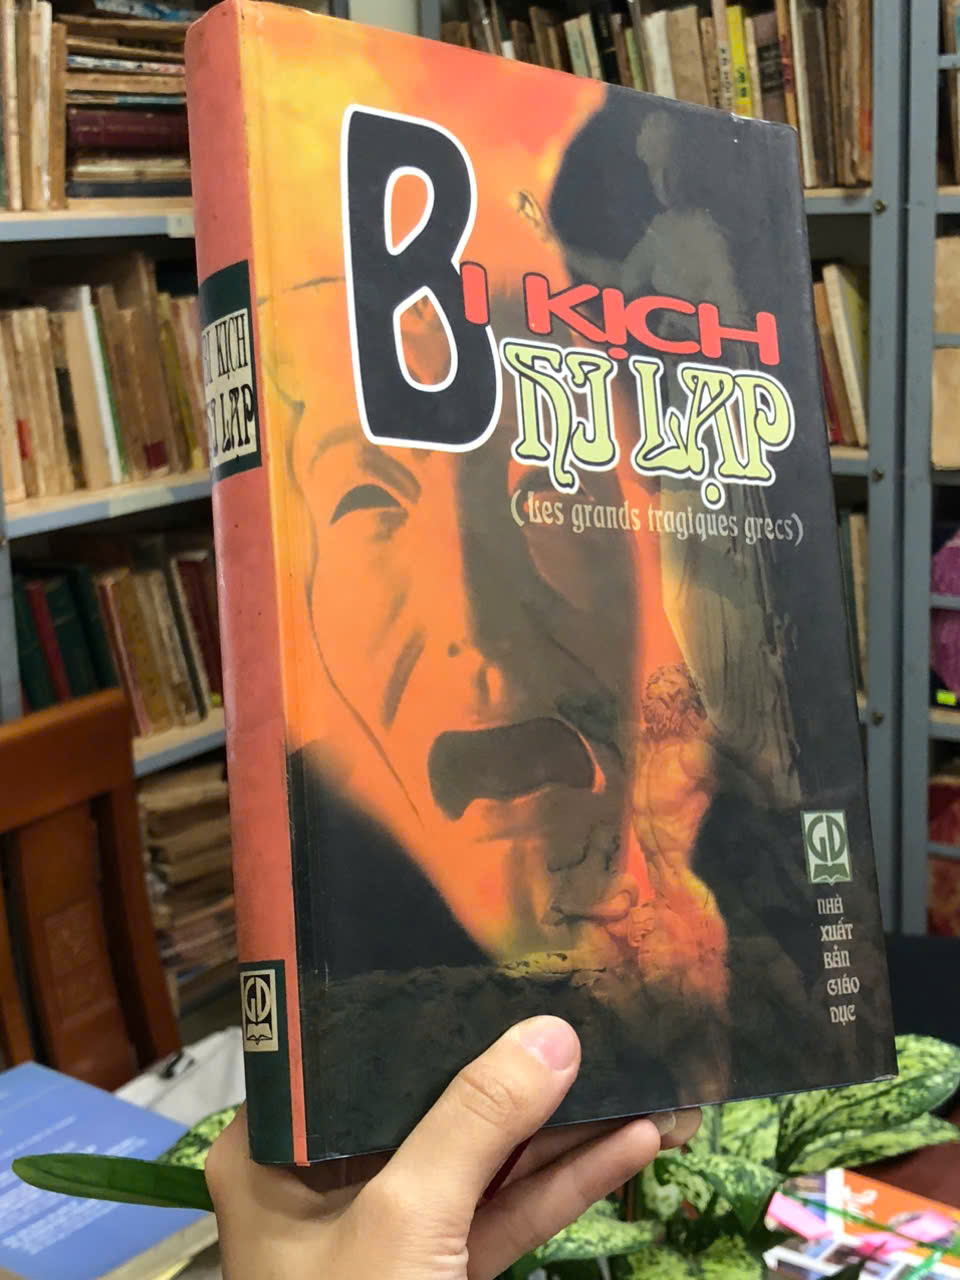 BI KỊCH
HI LẠP
(Les grands tragiques grecs)
GD
NHÀ
XUẤT
BẢN
GIÁO
DỤC
BI KỊCH
HI LẠP
GD